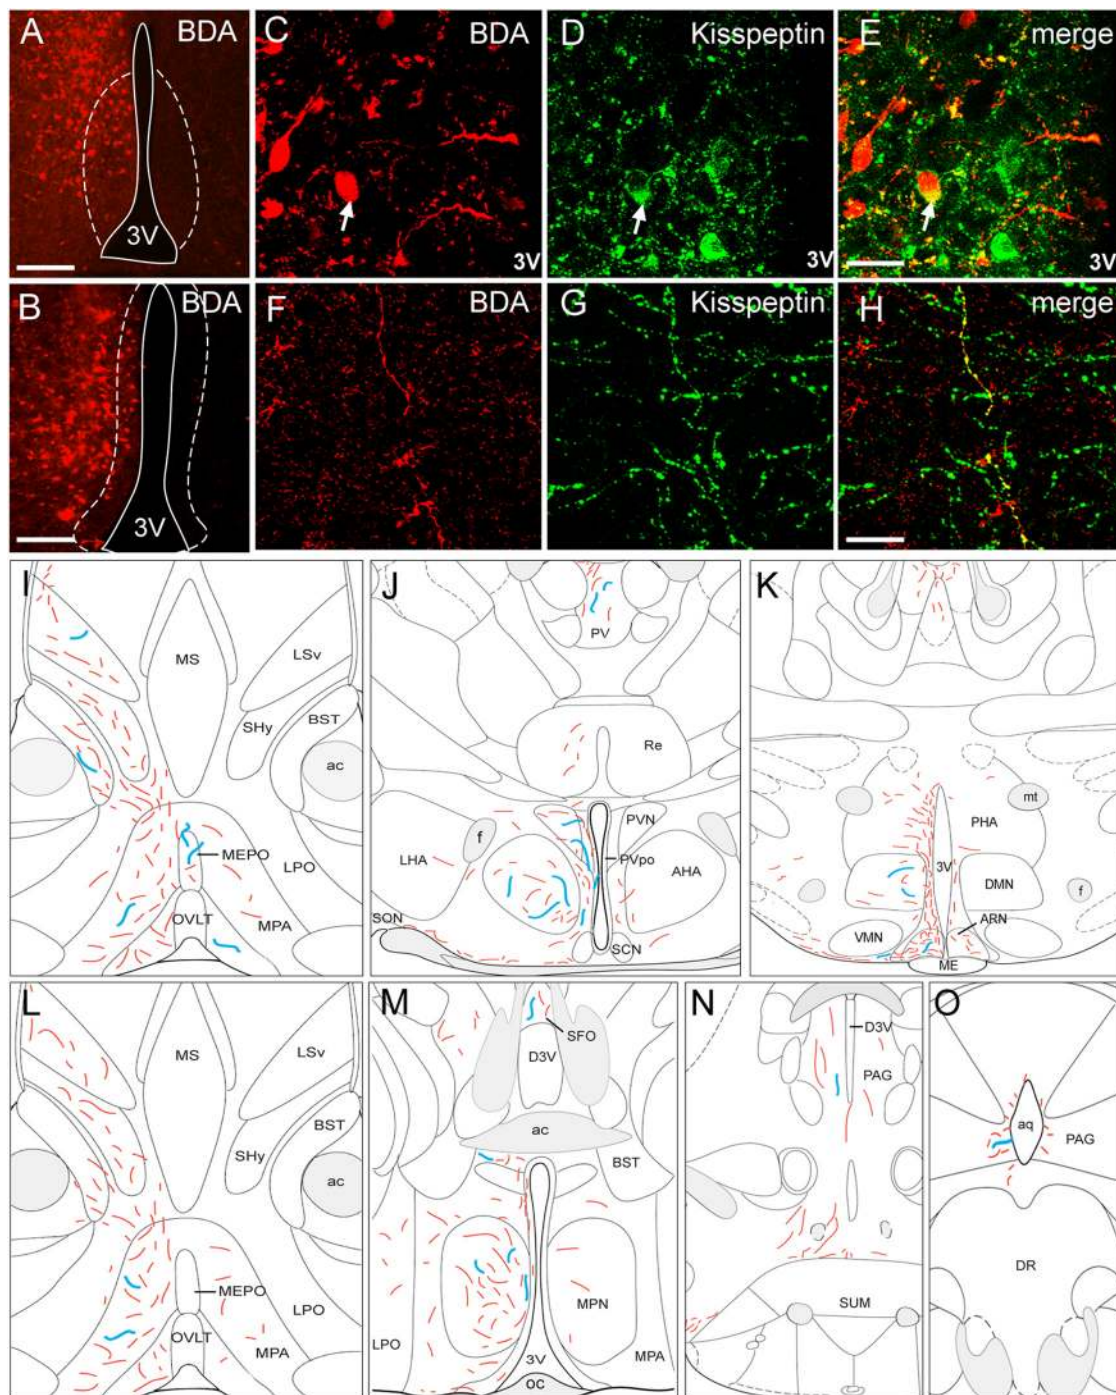 A BDA
3V
C BDA
3V
D Kisspeptin
3V
E merge
3V
B BDA
3V
F BDA
G Kisspeptin
H merge
I
MS
LSv
SHy
BST
ac
MEPO
LPO
OVLT
MPA
J
PV
Re
f
PVN
LHA
PVpo
AHA
SON
SCN
K
mt
PHA
3V
DMN
f
ARN
VMN
ME
L
MS
LSv
SHy
BST
ac
MEPO
LPO
OVLT
MPA
M
SFO
D3V
ac
BST
MPN
LPO
3V
MPA
OC
N
D3V
PAG
SUM
O
aq
PAG
DR